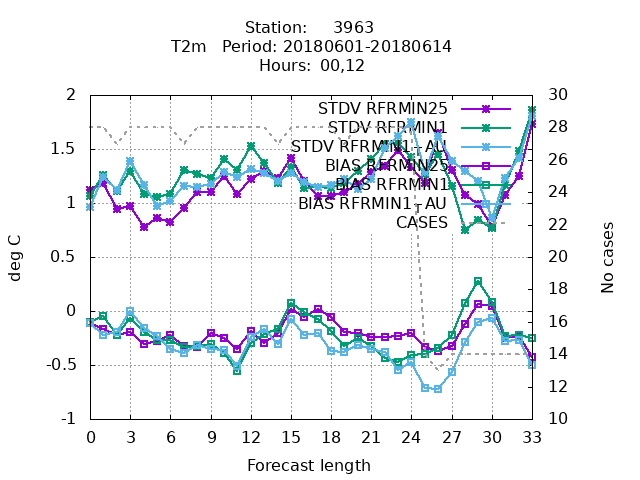 Station: 3963
T2m Period: 20180601-20180614
Hours: 00,12
2
1.5
1
0.5
0
-0.5
-1
deg C
30
28
26
24
22
20
18
16
14
12
10
No cases
STDV RFRMIN25
STDV RFRMIN1
STDV RFRMIN1-AU
BIAS RFRMIN25
BIAS RFRMIN1
BIAS RFRMIN1-AU
CASES
0 3 6 9 12 15 18 21 24 27 30 33
Forecast length